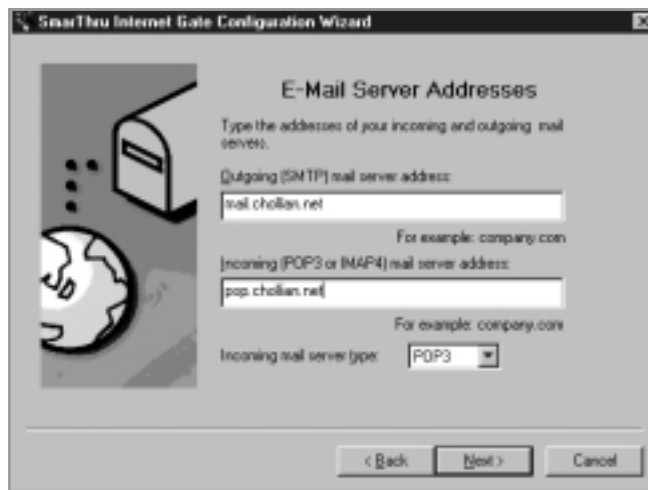 SmarThru Internet Gate Configuration Wizard
E-Mail Server Addresses
Type the addresses of your incoming and outgoing mail
servers.
Outgoing (SMTP) mail server address:
mail.chollian.net
For example: company.com
Incoming (POP3 or IMAP4) mail server address:
pop.chollian.net
For example: company.com
Incoming mail server type: POP3
< Back Next > Cancel